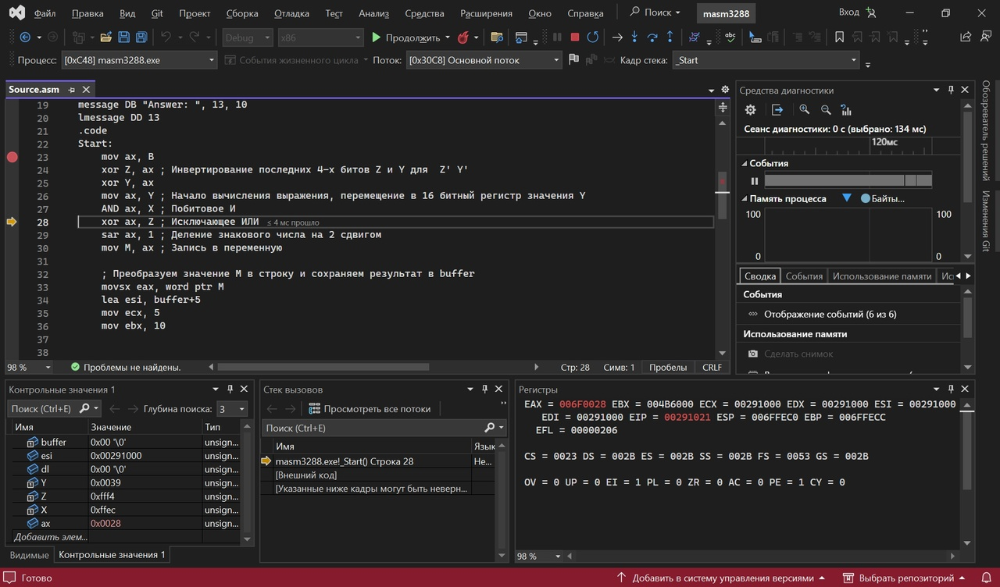 Файл Правка Вид Git Проект Сборка Отладка Тест Анализ Средства Расширения Окно Справка Поиск masm3288 Вход
Debug x86 Продолжить
Процесс: [0xC48] masm3288.exe События жизненного цикла Поток: [0x30C8] Основной поток Кадр стека: _Start
Source.asm
19 message DB "Answer: ", 13, 10
20 lmessage DD 13
21 .code
22 Start:
23 mov ax, B
24 xor Z, ax ; Инвертирование последних 4-х битов Z и Y для Z' Y'
25 xor Y, ax
26 mov ax, Y ; Начало вычисления выражения, перемещение в 16 битный регистр значения Y
27 AND ax, X ; Побитовое И
28 xor ax, Z ; Исключающее ИЛИ ≤ 4 мс прошло
29 sar ax, 1 ; Деление знакового числа на 2 сдвигом
30 mov M, ax ; Запись в переменную
31
32 ; Преобразуем значение M в строку и сохраняем результат в buffer
33 movsx eax, word ptr M
34 lea esi, buffer+5
35 mov ecx, 5
36 mov ebx, 10
37
38
98 % Проблемы не найдены. Стр: 28 Симв: 1 Пробелы CRLF
Средства диагностики
Сеанс диагностики: 0 с (выбрано: 134 мс)
120мс
События
Память процесса Байты...
100 100
0 0
Сводка События Использование памяти Ис
События
Отображение событий (6 из 6)
Использование памяти
Сделать снимок
Обозреватель решений
Изменения Git
Контрольные значения 1
Поиск (Ctrl+E) Глубина поиска: 3
Имя Значение Тип
buffer 0x00 '\0' unsign...
esi 0x00291000 unsign...
dl 0x00 '\0' unsign...
Y 0x0039 unsign...
Z 0xfff4 unsign...
X 0xffec unsign...
ax 0x0028 unsign...
Добавить элем...
Видимые Контрольные значения 1
Стек вызовов
Просмотреть все потоки
Поиск (Ctrl+E)
Имя Язык
masm3288.exe!_Start() Строка 28 Не...
[Внешний код]
[Указанные ниже кадры могут быть неверн...
Регистры
EAX = 006F0028 EBX = 004B6000 ECX = 00291000 EDX = 00291000 ESI = 00291000
EDI = 00291000 EIP = 00291021 ESP = 006FFEC0 EBP = 006FFECC
EFL = 00000206
CS = 0023 DS = 002B ES = 002B SS = 002B FS = 0053 GS = 002B
OV = 0 UP = 0 EI = 1 PL = 0 ZR = 0 AC = 0 PE = 1 CY = 0
98 %
Готово Добавить в систему управления версиями Выбрать репозиторий